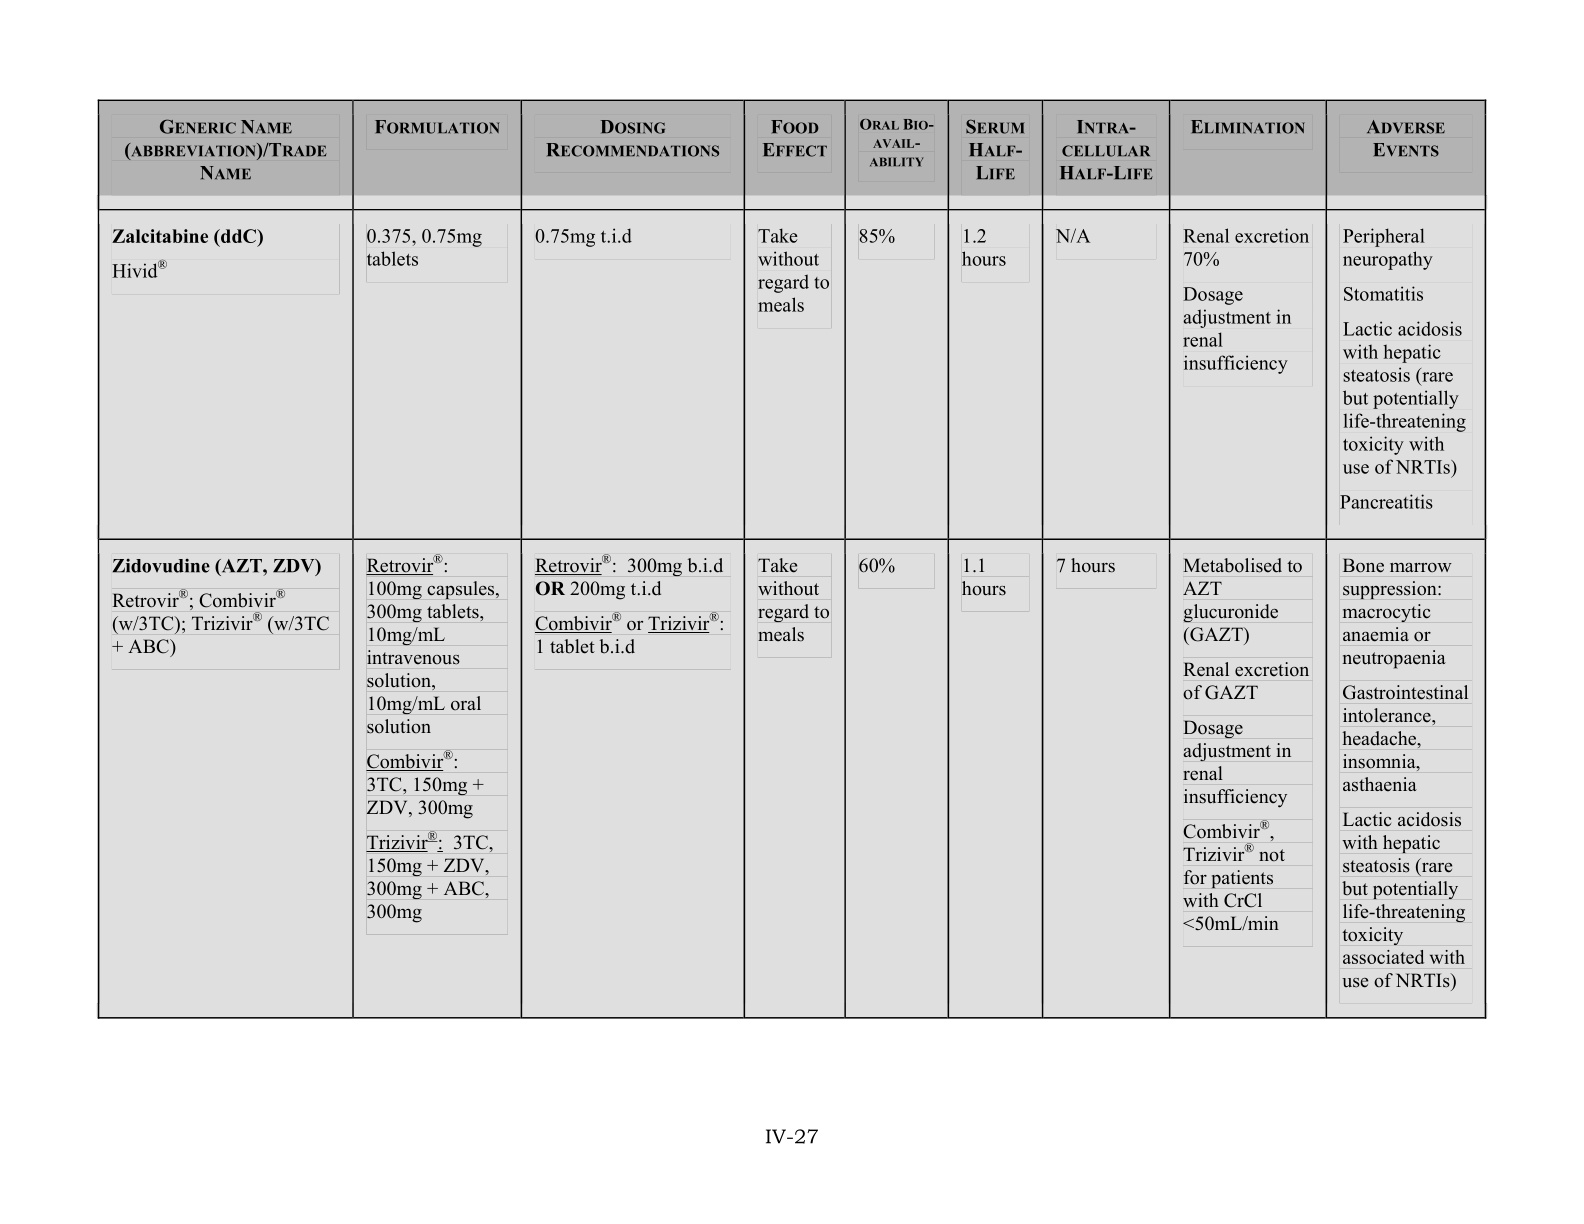 GENERIC NAME
(ABBREVIATION)/TRADE
NAME
FORMULATION
DOSING
RECOMMENDATIONS
FOOD
EFFECT
ORAL BIO-
AVAIL-
ABILITY
SERUM
HALF-
LIFE
INTRA-
CELLULAR
HALF-LIFE
ELIMINATION
ADVERSE
EVENTS
Zalcitabine (ddC)
Hivid®
0.375, 0.75mg
tablets
0.75mg t.i.d
Take
without
regard to
meals
85%
1.2
hours
N/A
Renal excretion
70%
Dosage
adjustment in
renal
insufficiency
Peripheral
neuropathy
Stomatitis
Lactic acidosis
with hepatic
steatosis (rare
but potentially
life-threatening
toxicity with
use of NRTIs)
Pancreatitis
Zidovudine (AZT, ZDV)
Retrovir®; Combivir®
(w/3TC); Trizivir® (w/3TC
+ ABC)
Retrovir®:
100mg capsules,
300mg tablets,
10mg/mL
intravenous
solution,
10mg/mL oral
solution
Combivir®:
3TC, 150mg +
ZDV, 300mg
Trizivir®: 3TC,
150mg + ZDV,
300mg + ABC,
300mg
Retrovir®: 300mg b.i.d
OR 200mg t.i.d
Combivir® or Trizivir®:
1 tablet b.i.d
Take
without
regard to
meals
60%
1.1
hours
7 hours
Metabolised to
AZT
glucuronide
(GAZT)
Renal excretion
of GAZT
Dosage
adjustment in
renal
insufficiency
Combivir®,
Trizivir® not
for patients
with CrCl
<50mL/min
Bone marrow
suppression:
macrocytic
anaemia or
neutropaenia
Gastrointestinal
intolerance,
headache,
insomnia,
asthaenia
Lactic acidosis
with hepatic
steatosis (rare
but potentially
life-threatening
toxicity
associated with
use of NRTIs)
IV-27